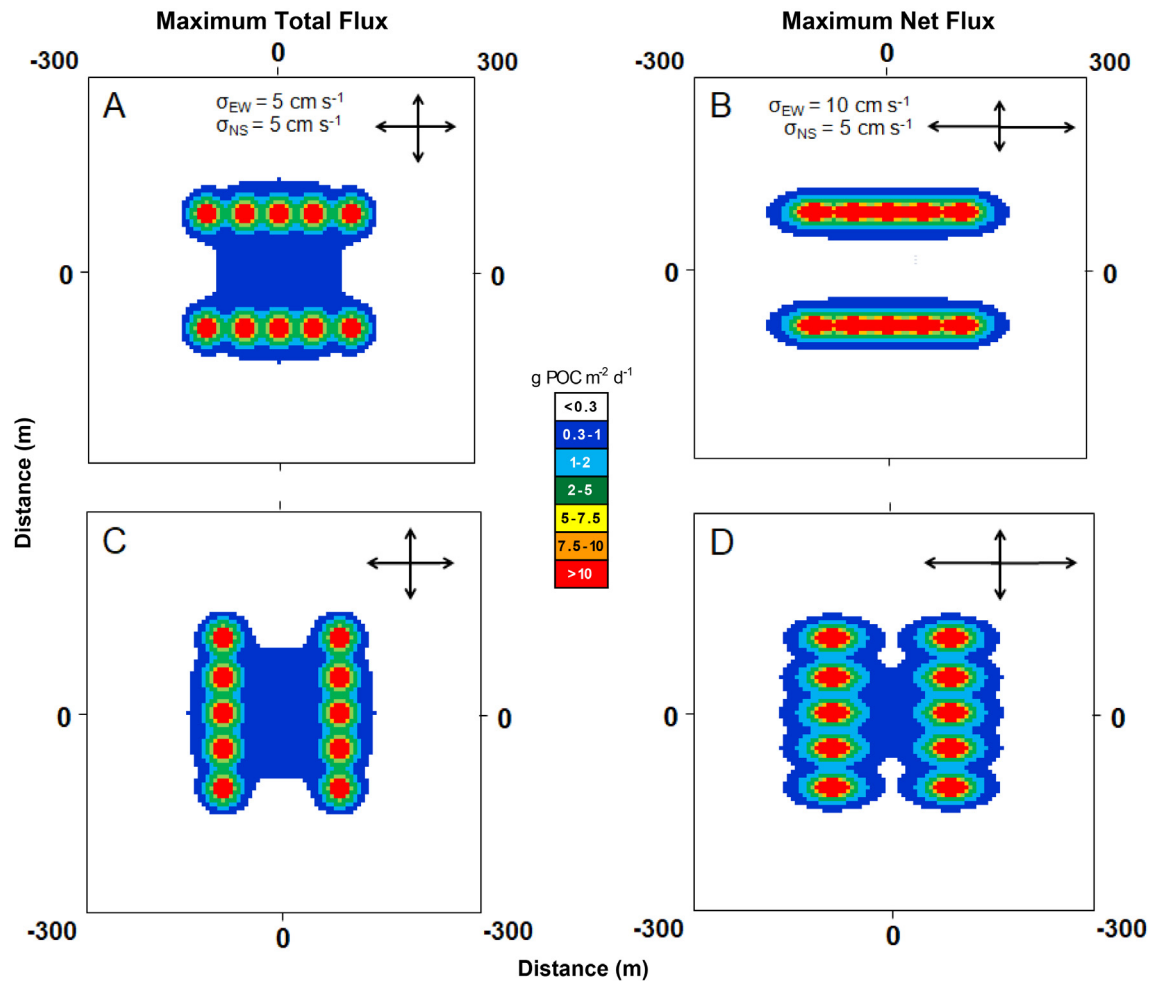 Maximum Total Flux
Maximum Net Flux
-300
0
0
300
A
σEW = 5 cm s-1
σNS = 5 cm s-1
B
σEW = 10 cm s-1
σNS = 5 cm s-1
0
0
0
0
g POC m-2 d-1
<0.3
0.3-1
1-2
2-5
5-7.5
7.5-10
>10
Distance (m)
C
D
0
0
0
0
-300
0
-300
0
-300
Distance (m)